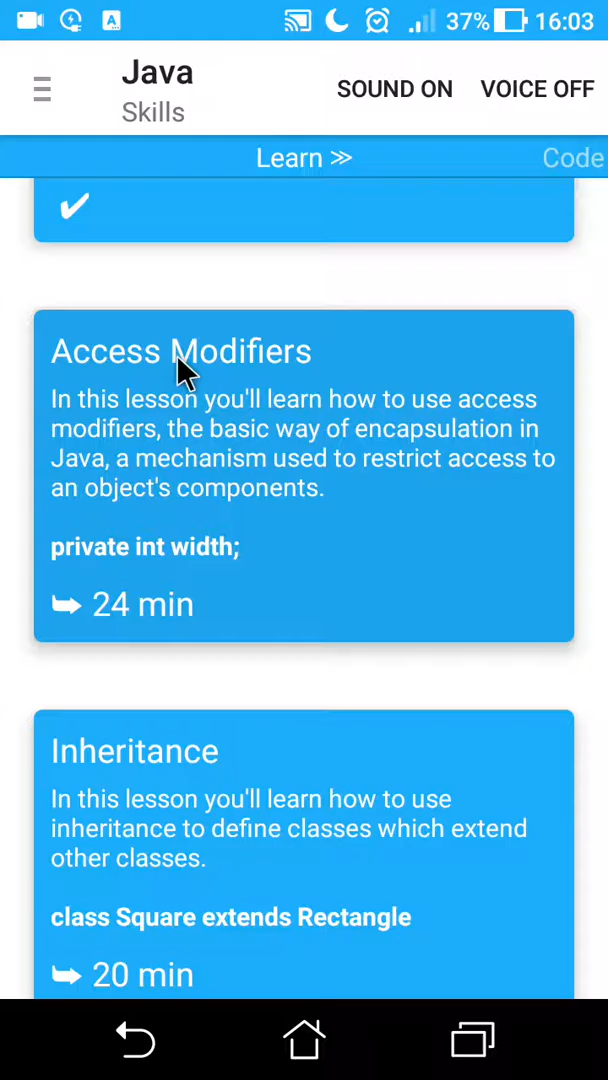 37% 16:03
Java
Skills
SOUND ON VOICE OFF
Learn ≫ Code
✔
Access Modifiers
In this lesson you'll learn how to use access
modifiers, the basic way of encapsulation in
Java, a mechanism used to restrict access to
an object's components.
private int width;
24 min
Inheritance
In this lesson you'll learn how to use
inheritance to define classes which extend
other classes.
class Square extends Rectangle
20 min